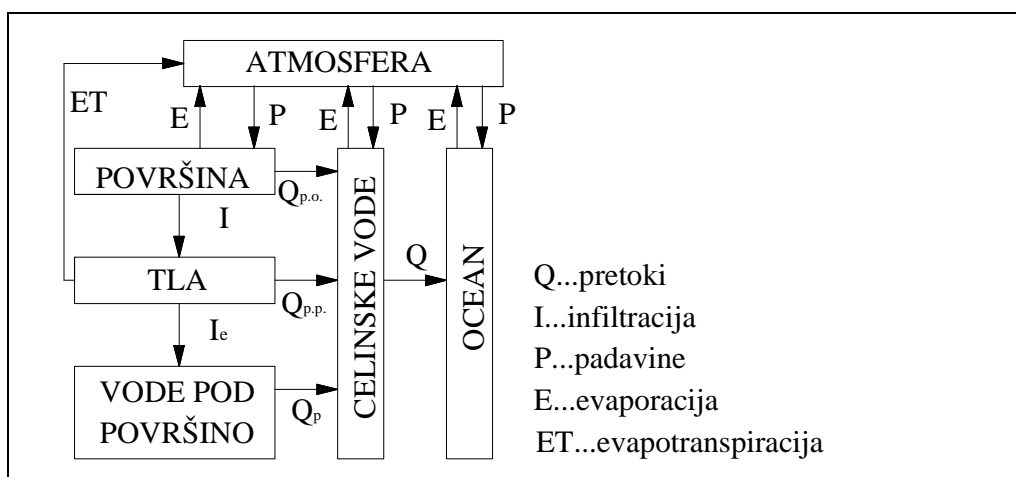 ATMOSFERA
ET
E
P
E
P
E
P
POVRŠINA
Qp.o.
I
TLA
Qp.p.
Ie
VODE POD
POVRŠINO
Qp
CELINSKE VODE
Q
OCEAN
Q...pretoki
I...infiltracija
P...padavine
E...evaporacija
ET...evapotranspiracija